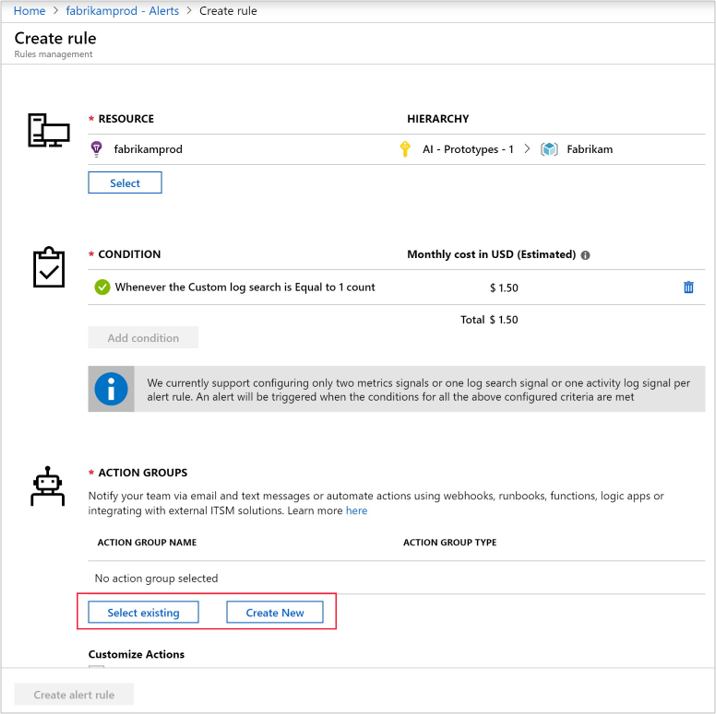 Home > fabrikamprod - Alerts > Create rule
Create rule
Rules management
* RESOURCE HIERARCHY
fabrikamprod AI - Prototypes - 1 > Fabrikam
Select
* CONDITION Monthly cost in USD (Estimated)
Whenever the Custom log search is Equal to 1 count $ 1.50
Total $ 1.50
Add condition
We currently support configuring only two metrics signals or one log search signal or one activity log signal per
alert rule. An alert will be triggered when the conditions for all the above configured criteria are met
* ACTION GROUPS
Notify your team via email and text messages or automate actions using webhooks, runbooks, functions, logic apps or
integrating with external ITSM solutions. Learn more here
ACTION GROUP NAME ACTION GROUP TYPE
No action group selected
Select existing Create New
Customize Actions
Create alert rule